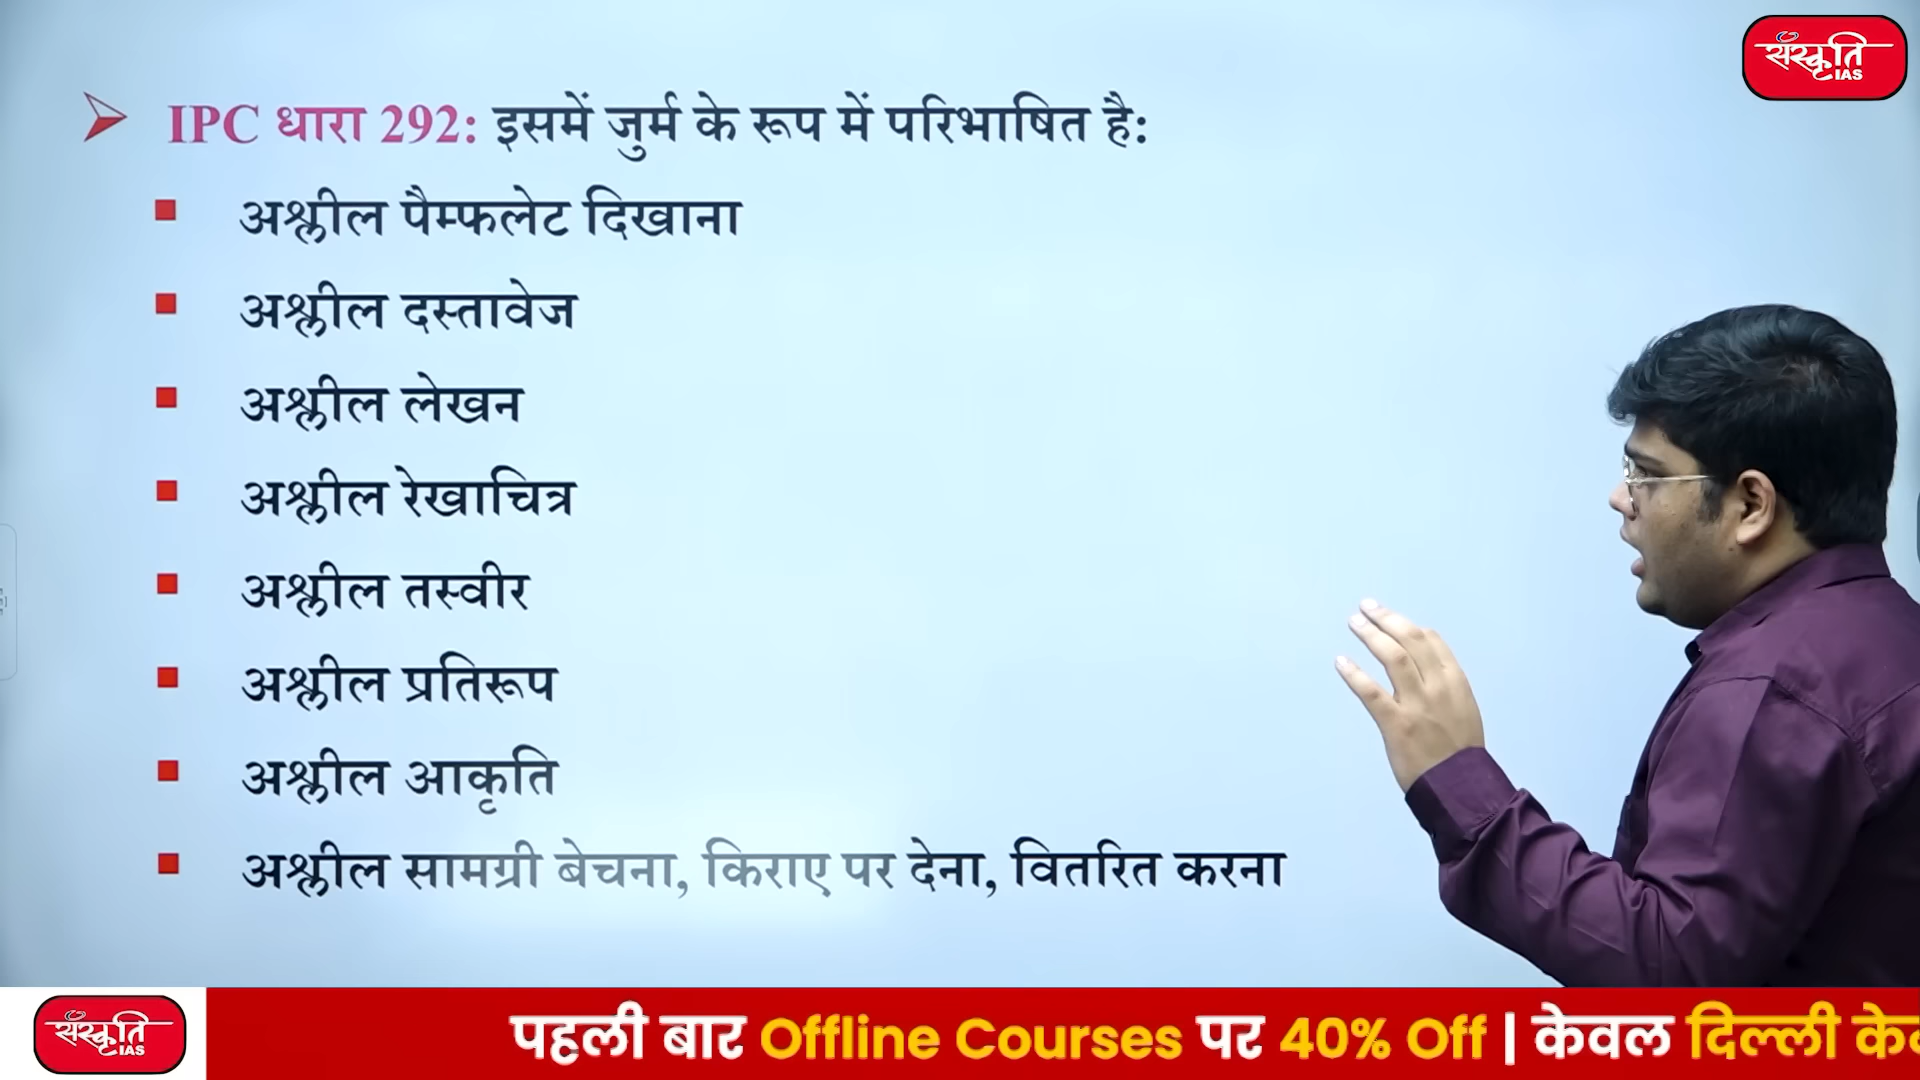 संस्कृति
IAS
IPC धारा 292: इसमें जुर्म के रूप में परिभाषित है:
अश्लील पैम्फलेट दिखाना
अश्लील दस्तावेज
अश्लील लेखन
अश्लील रेखाचित्र
अश्लील तस्वीर
अश्लील प्रतिरूप
अश्लील आकृति
अश्लील सामग्री बेचना, किराए पर देना, वितरित करना
संस्कृति
IAS
पहली बार Offline Courses पर 40% Off | केवल दिल्ली